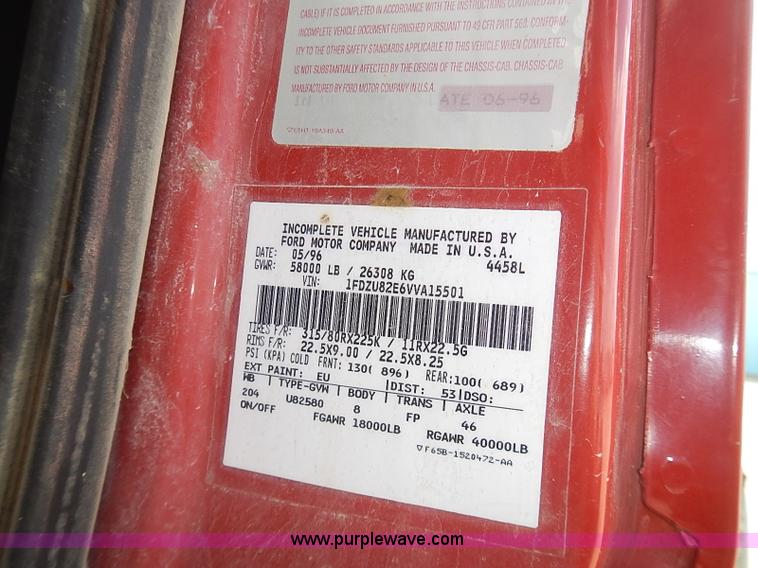 CABLE) IF IT IS COMPLETED IN ACCORDANCE WITH THE INSTRUCTIONS CONTAINED IN THE
INCOMPLETE VEHICLE DOCUMENT FURNISHED PURSUANT TO 49 CFR PART 568. CONFORM-
ITY TO THE OTHER SAFETY STANDARDS APPLICABLE TO THIS VEHICLE WHEN COMPLETED
IS NOT SUBSTANTIALLY AFFECTED BY THE DESIGN OF THE CHASSIS-CAB. CHASSIS-CAB
MANUFACTURED BY FORD MOTOR COMPANY IN U.S.A.
ATE 06-96
INCOMPLETE VEHICLE MANUFACTURED BY
FORD MOTOR COMPANY MADE IN U.S.A.
DATE: 05/96 4458L
GVWR: 58000 LB / 26308 KG
VIN: 1FDZU82E6VVA15501
TIRES F/R: 315/80RX225K / 11RX22.5G
RIMS F/R: 22.5X9.00 / 22.5X8.25
PSI (KPA) COLD FRNT: 130( 896) REAR: 100( 689)
EXT PAINT: EU |DIST: 53|DSO:
WB | TYPE-GVW | BODY | TRANS | AXLE
204 U82580 8 FP 46
ON/OFF FGAWR 18000LB RGAWR 40000LB
▽F65B-1520472-AA
www.purplewave.com